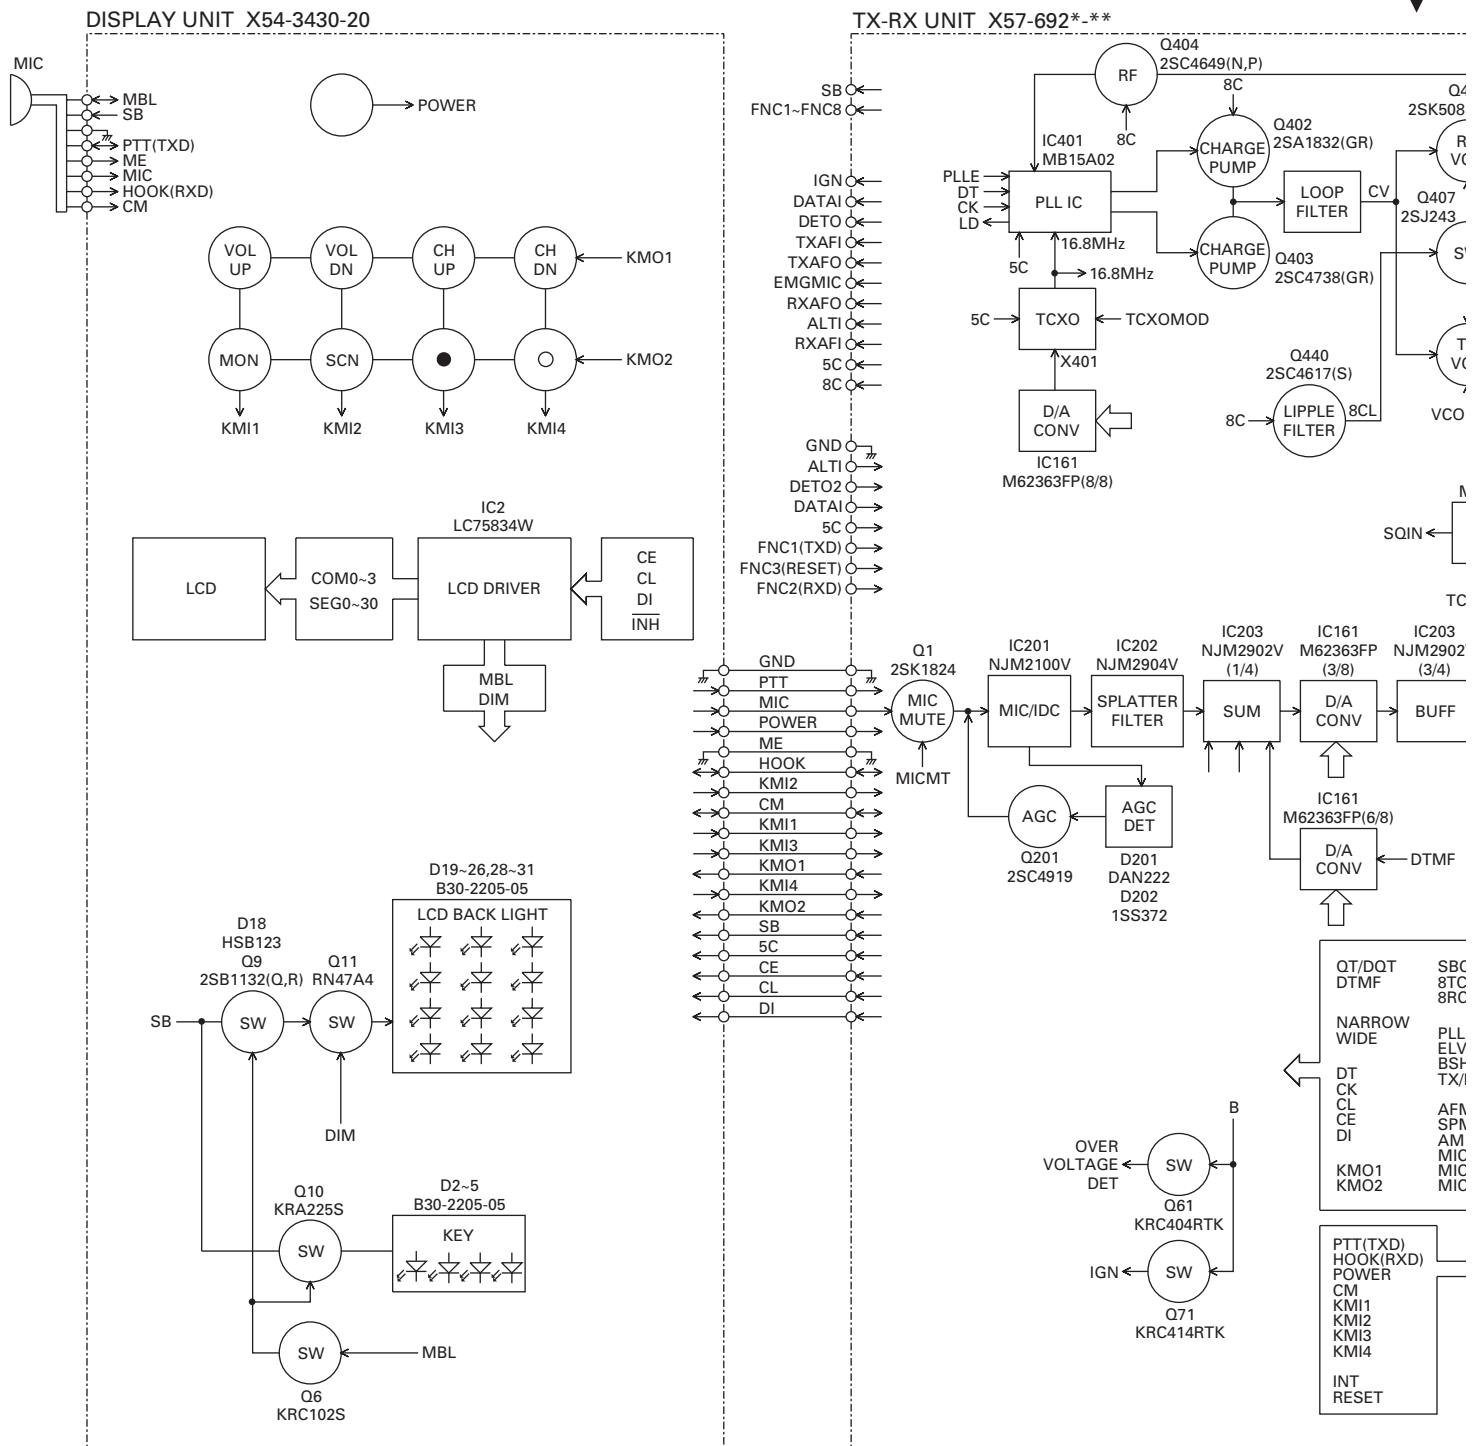 DISPLAY UNIT X54-3430-20
MIC
MBL
SB
PTT(TXD)
ME
MIC
HOOK(RXD)
CM
POWER
VOL UP
VOL DN
CH UP
CH DN
KMO1
MON
SCN
KMO2
KMI1
KMI2
KMI3
KMI4
IC2
LC75834W
LCD
COM0~3
SEG0~30
LCD DRIVER
CE
CL
DI
INH
MBL
DIM
D19~26,28~31
B30-2205-05
LCD BACK LIGHT
D18
HSB123
Q9
2SB1132(Q,R)
Q11
RN47A4
SB
SW
SW
DIM
Q10
KRA225S
SW
D2~5
B30-2205-05
KEY
SW
MBL
Q6
KRC102S
TX-RX UNIT X57-692*-**
SB
FNC1~FNC8
IGN
DATAI
DETO
TXAFI
TXAFO
EMGMIC
RXAFO
ALTI
RXAFI
5C
8C
GND
ALTI
DETO2
DATAI
5C
FNC1(TXD)
FNC3(RESET)
FNC2(RXD)
GND
PTT
MIC
POWER
ME
HOOK
KMI2
CM
KMI1
KMI3
KMO1
KMI4
KMO2
SB
5C
CE
CL
DI
RF
Q404
2SC4649(N,P)
8C
8C
IC401
MB15A02
PLLE
DT
CK
LD
PLL IC
5C
16.8MHz
16.8MHz
5C
TCXO
TCXOMOD
X401
D/A
CONV
IC161
M62363FP(8/8)
CHARGE
PUMP
Q402
2SA1832(GR)
CHARGE
PUMP
Q403
2SC4738(GR)
LOOP
FILTER
CV
2SK508
Q407
2SJ243
Q440
2SC4617(S)
8C
LIPPLE
FILTER
8CL
VCO
SQIN
Q1
2SK1824
MIC
MUTE
MICMT
IC201
NJM2100V
MIC/IDC
IC202
NJM2904V
SPLATTER
FILTER
IC203
NJM2902V
(1/4)
SUM
IC161
M62363FP
(3/8)
D/A
CONV
IC203
NJM2902
(3/4)
BUFF
AGC
Q201
2SC4919
AGC
DET
D201
DAN222
D202
1SS372
IC161
M62363FP(6/8)
D/A
CONV
DTMF
QT/DQT
DTMF
NARROW
WIDE
DT
CK
CL
CE
DI
KMO1
KMO2
B
OVER
VOLTAGE
DET
SW
Q61
KRC404RTK
IGN
SW
Q71
KRC414RTK
PTT(TXD)
HOOK(RXD)
POWER
CM
KMI1
KMI2
KMI3
KMI4
INT
RESET